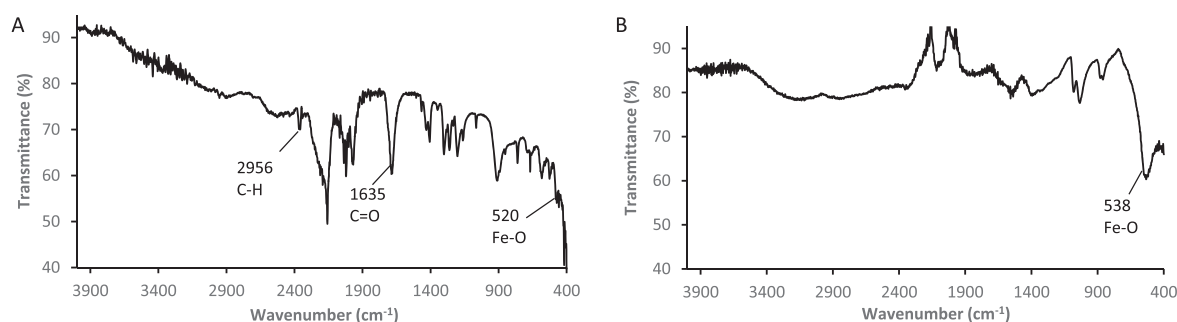 A
90
80
70
60
50
40
Transmittance (%)
2956
C-H
1635
C=O
520
Fe-O
3900 3400 2900 2400 1900 1400 900 400
Wavenumber (cm⁻¹)
B
90
80
70
60
50
40
Transmittance (%)
538
Fe-O
3900 3400 2900 2400 1900 1400 900 400
Wavenumber (cm⁻¹)